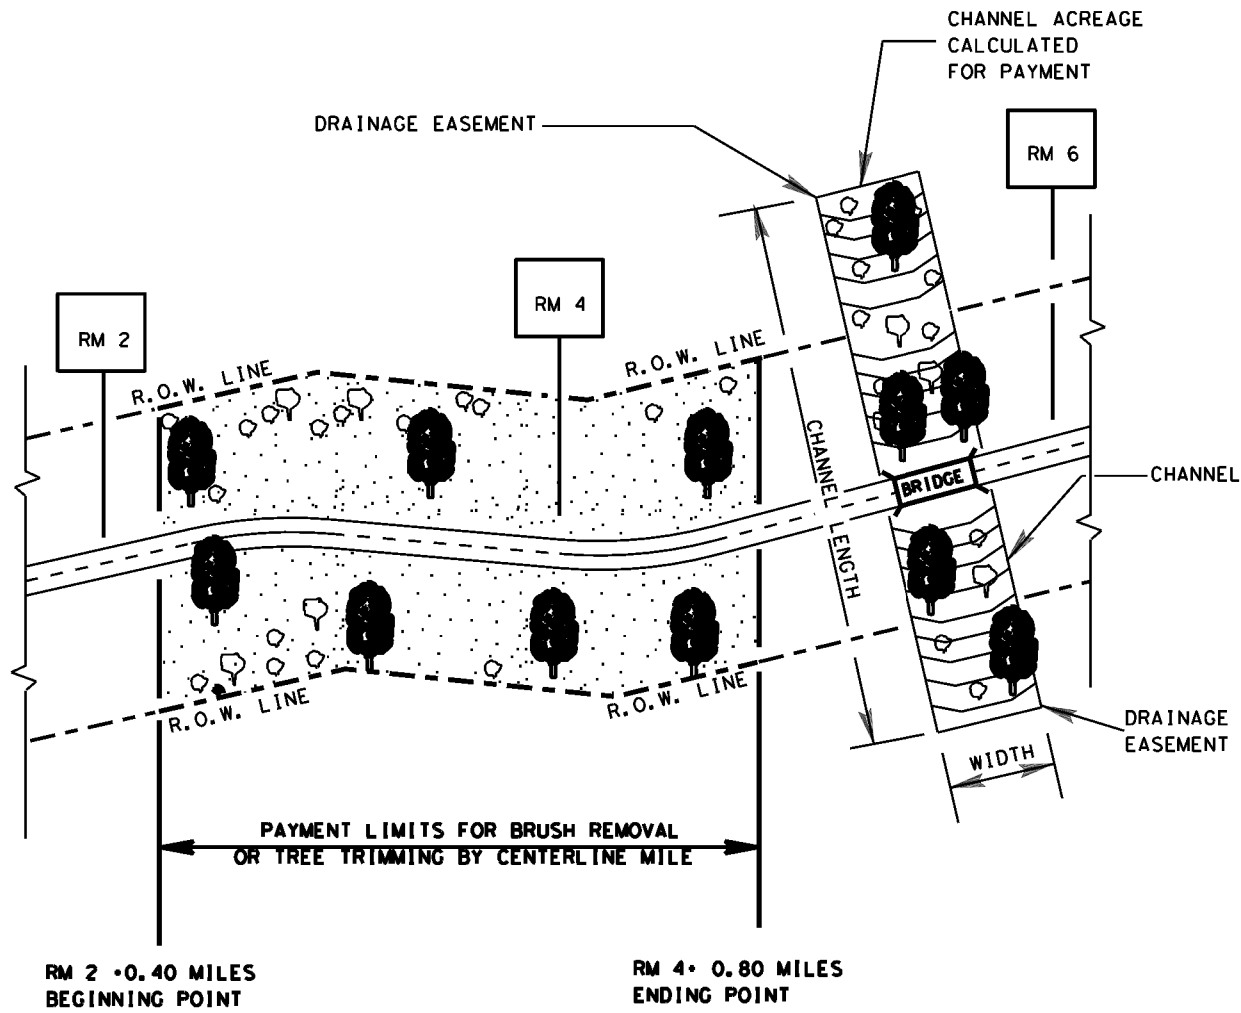 CHANNEL ACREAGE
CALCULATED
FOR PAYMENT
DRAINAGE EASEMENT
RM 6
RM 4
RM 2
R.O.W. LINE
R.O.W. LINE
CHANNEL LENGTH
BRIDGE
CHANNEL
R.O.W. LINE
R.O.W. LINE
DRAINAGE
EASEMENT
WIDTH
PAYMENT LIMITS FOR BRUSH REMOVAL
OR TREE TRIMMING BY CENTERLINE MILE
RM 2 +0.40 MILES
BEGINNING POINT
RM 4+ 0.80 MILES
ENDING POINT